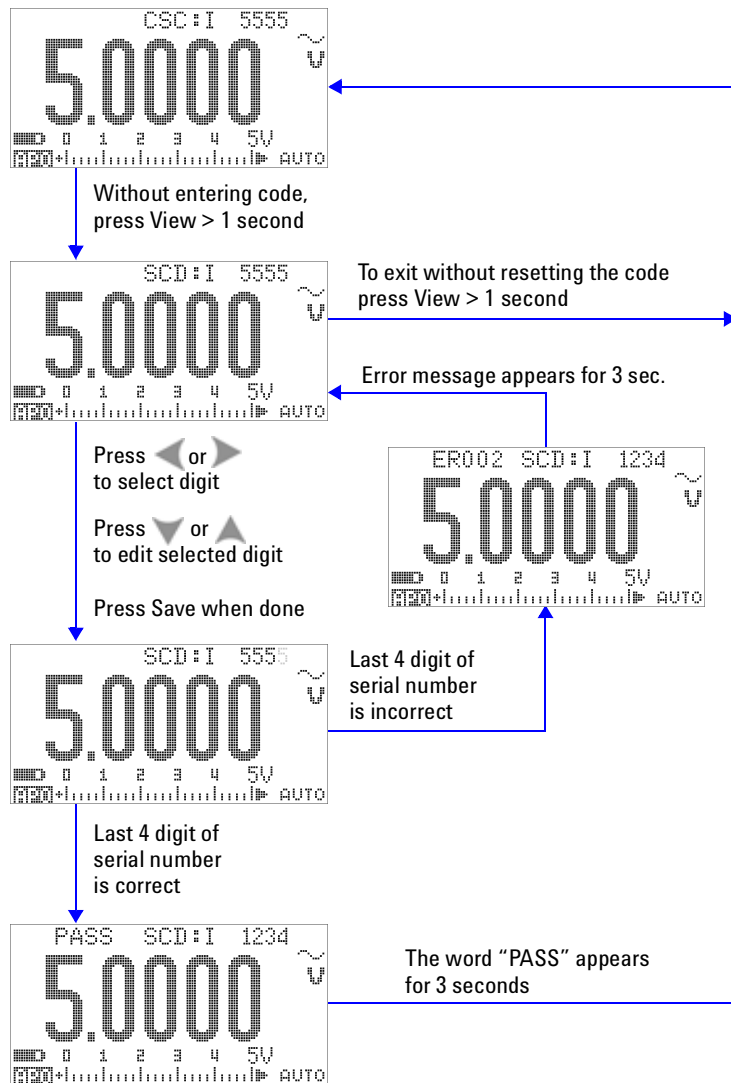 CSC:I 5555
5.0000
V
0 1 2 3 4 5V
APO AUTO
Without entering code,
press View > 1 second
SCD:I 5555
5.0000
V
0 1 2 3 4 5V
APO AUTO
To exit without resetting the code
press View > 1 second
Error message appears for 3 sec.
Press or
to select digit
Press or
to edit selected digit
Press Save when done
ER002 SCD:I 1234
5.0000
V
0 1 2 3 4 5V
APO AUTO
SCD:I 5555
5.0000
V
0 1 2 3 4 5V
APO AUTO
Last 4 digit of
serial number
is incorrect
Last 4 digit of
serial number
is correct
PASS SCD:I 1234
5.0000
V
0 1 2 3 4 5V
APO AUTO
The word “PASS” appears
for 3 seconds